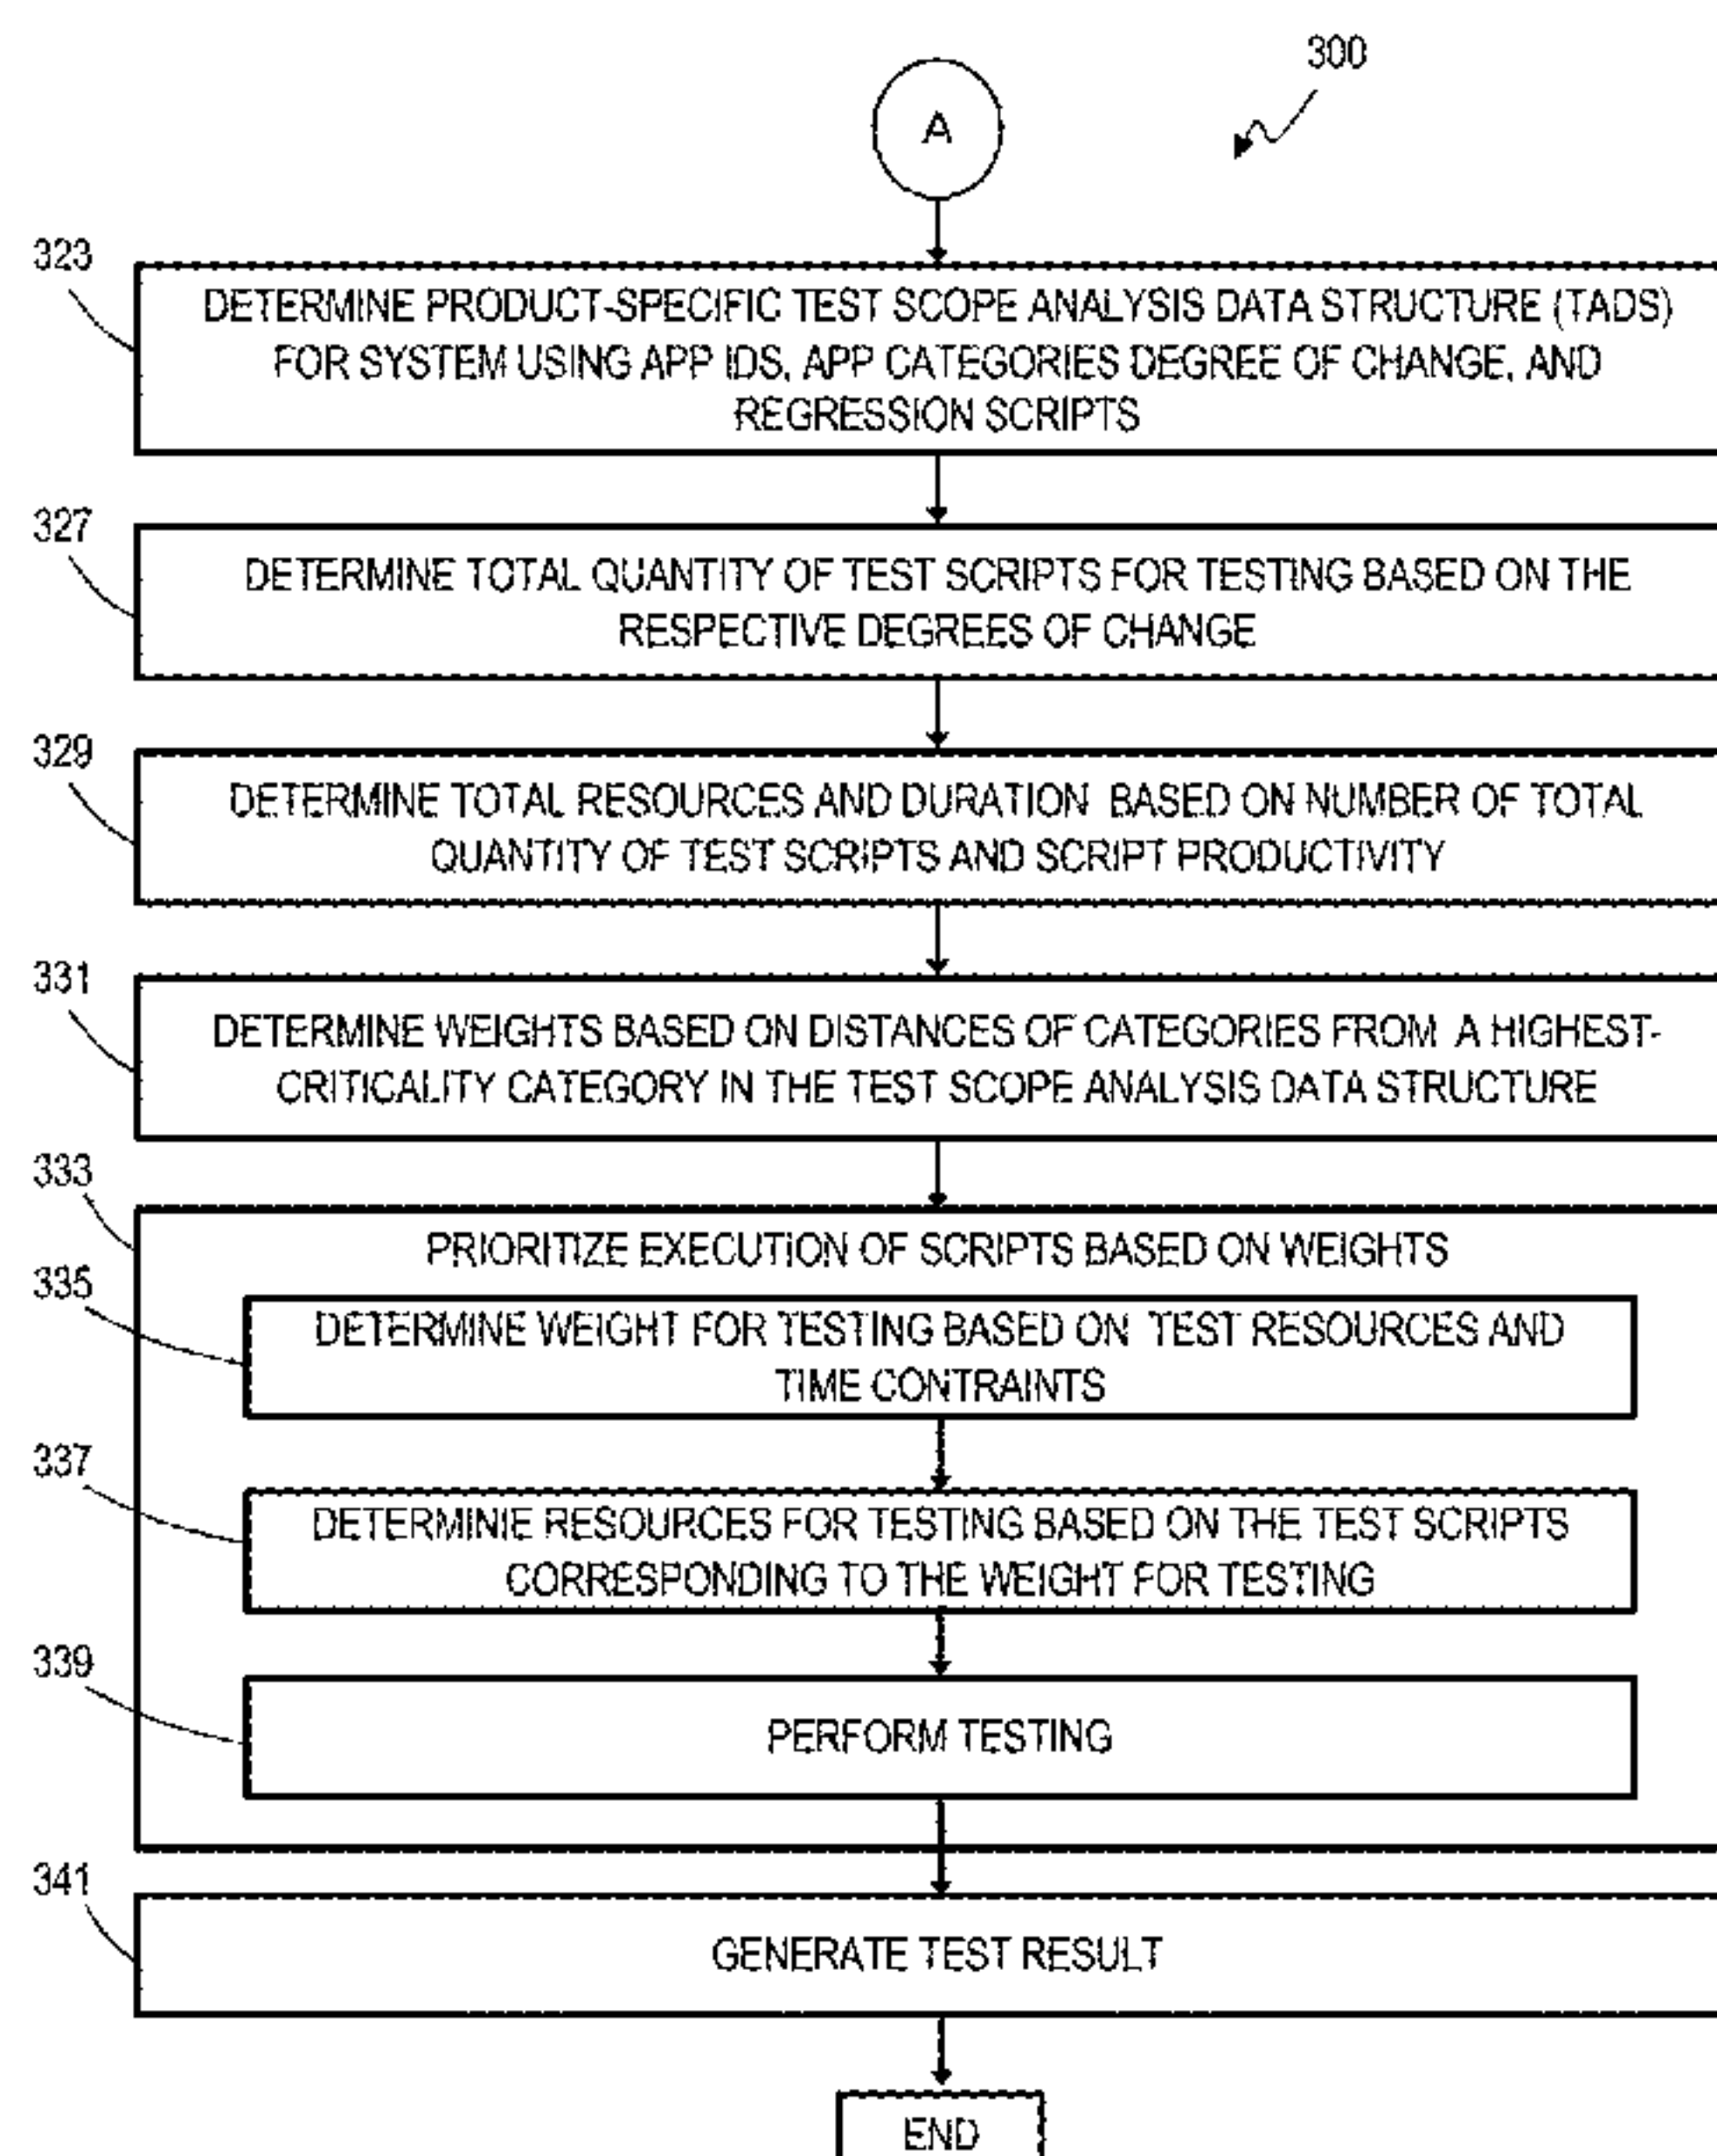 300
A
323
DETERMINE PRODUCT-SPECIFIC TEST SCOPE ANALYSIS DATA STRUCTURE (TADS)
FOR SYSTEM USING APP IDS, APP CATEGORIES DEGREE OF CHANGE, AND
REGRESSION SCRIPTS
327
DETERMINE TOTAL QUANTITY OF TEST SCRIPTS FOR TESTING BASED ON THE
RESPECTIVE DEGREES OF CHANGE
329
DETERMINE TOTAL RESOURCES AND DURATION BASED ON NUMBER OF TOTAL
QUANTITY OF TEST SCRIPTS AND SCRIPT PRODUCTIVITY
331
DETERMINE WEIGHTS BASED ON DISTANCES OF CATEGORIES FROM A HIGHEST-
CRITICALITY CATEGORY IN THE TEST SCOPE ANALYSIS DATA STRUCTURE
333
PRIORITIZE EXECUTION OF SCRIPTS BASED ON WEIGHTS
335
DETERMINE WEIGHT FOR TESTING BASED ON TEST RESOURCES AND
TIME CONTRAINTS
337
DETERMINIE RESOURCES FOR TESTING BASED ON THE TEST SCRIPTS
CORRESPONDING TO THE WEIGHT FOR TESTING
339
PERFORM TESTING
341
GENERATE TEST RESULT
END